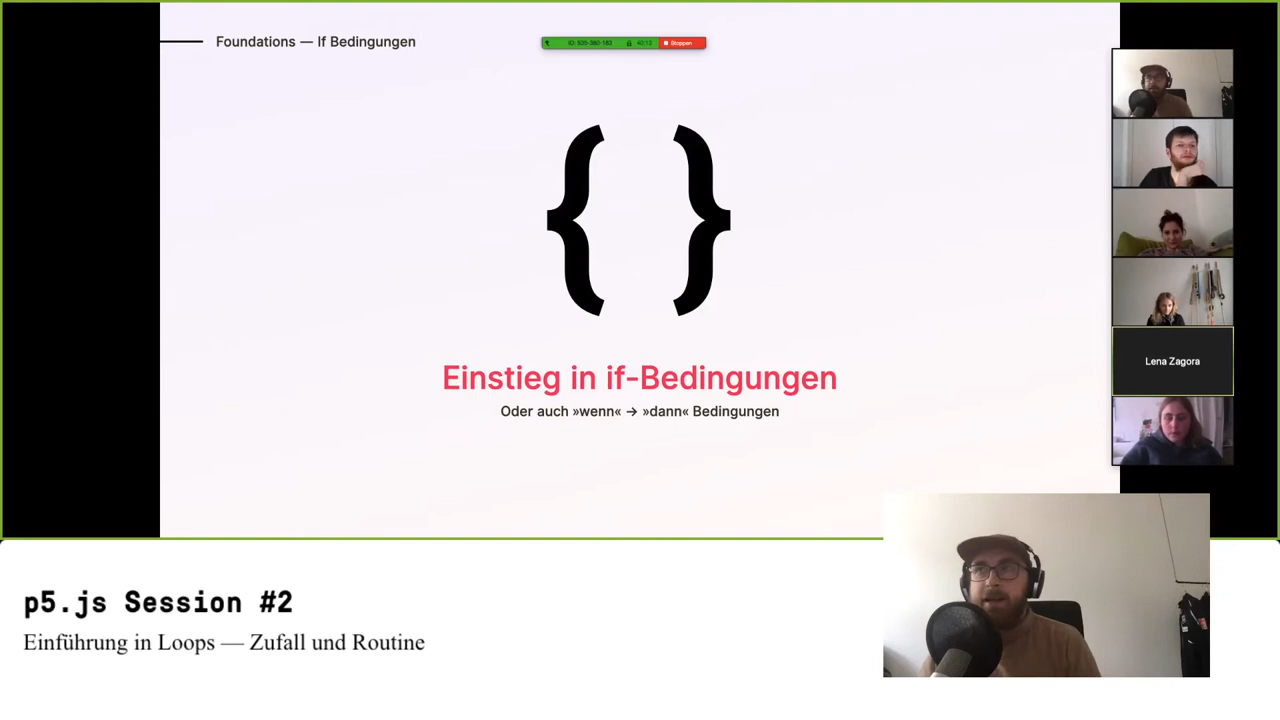 Foundations — If Bedingungen
Stoppen
{ }
Einstieg in if-Bedingungen
Oder auch »wenn« → »dann« Bedingungen
Lena Zagora
p5.js Session #2
Einführung in Loops — Zufall und Routine